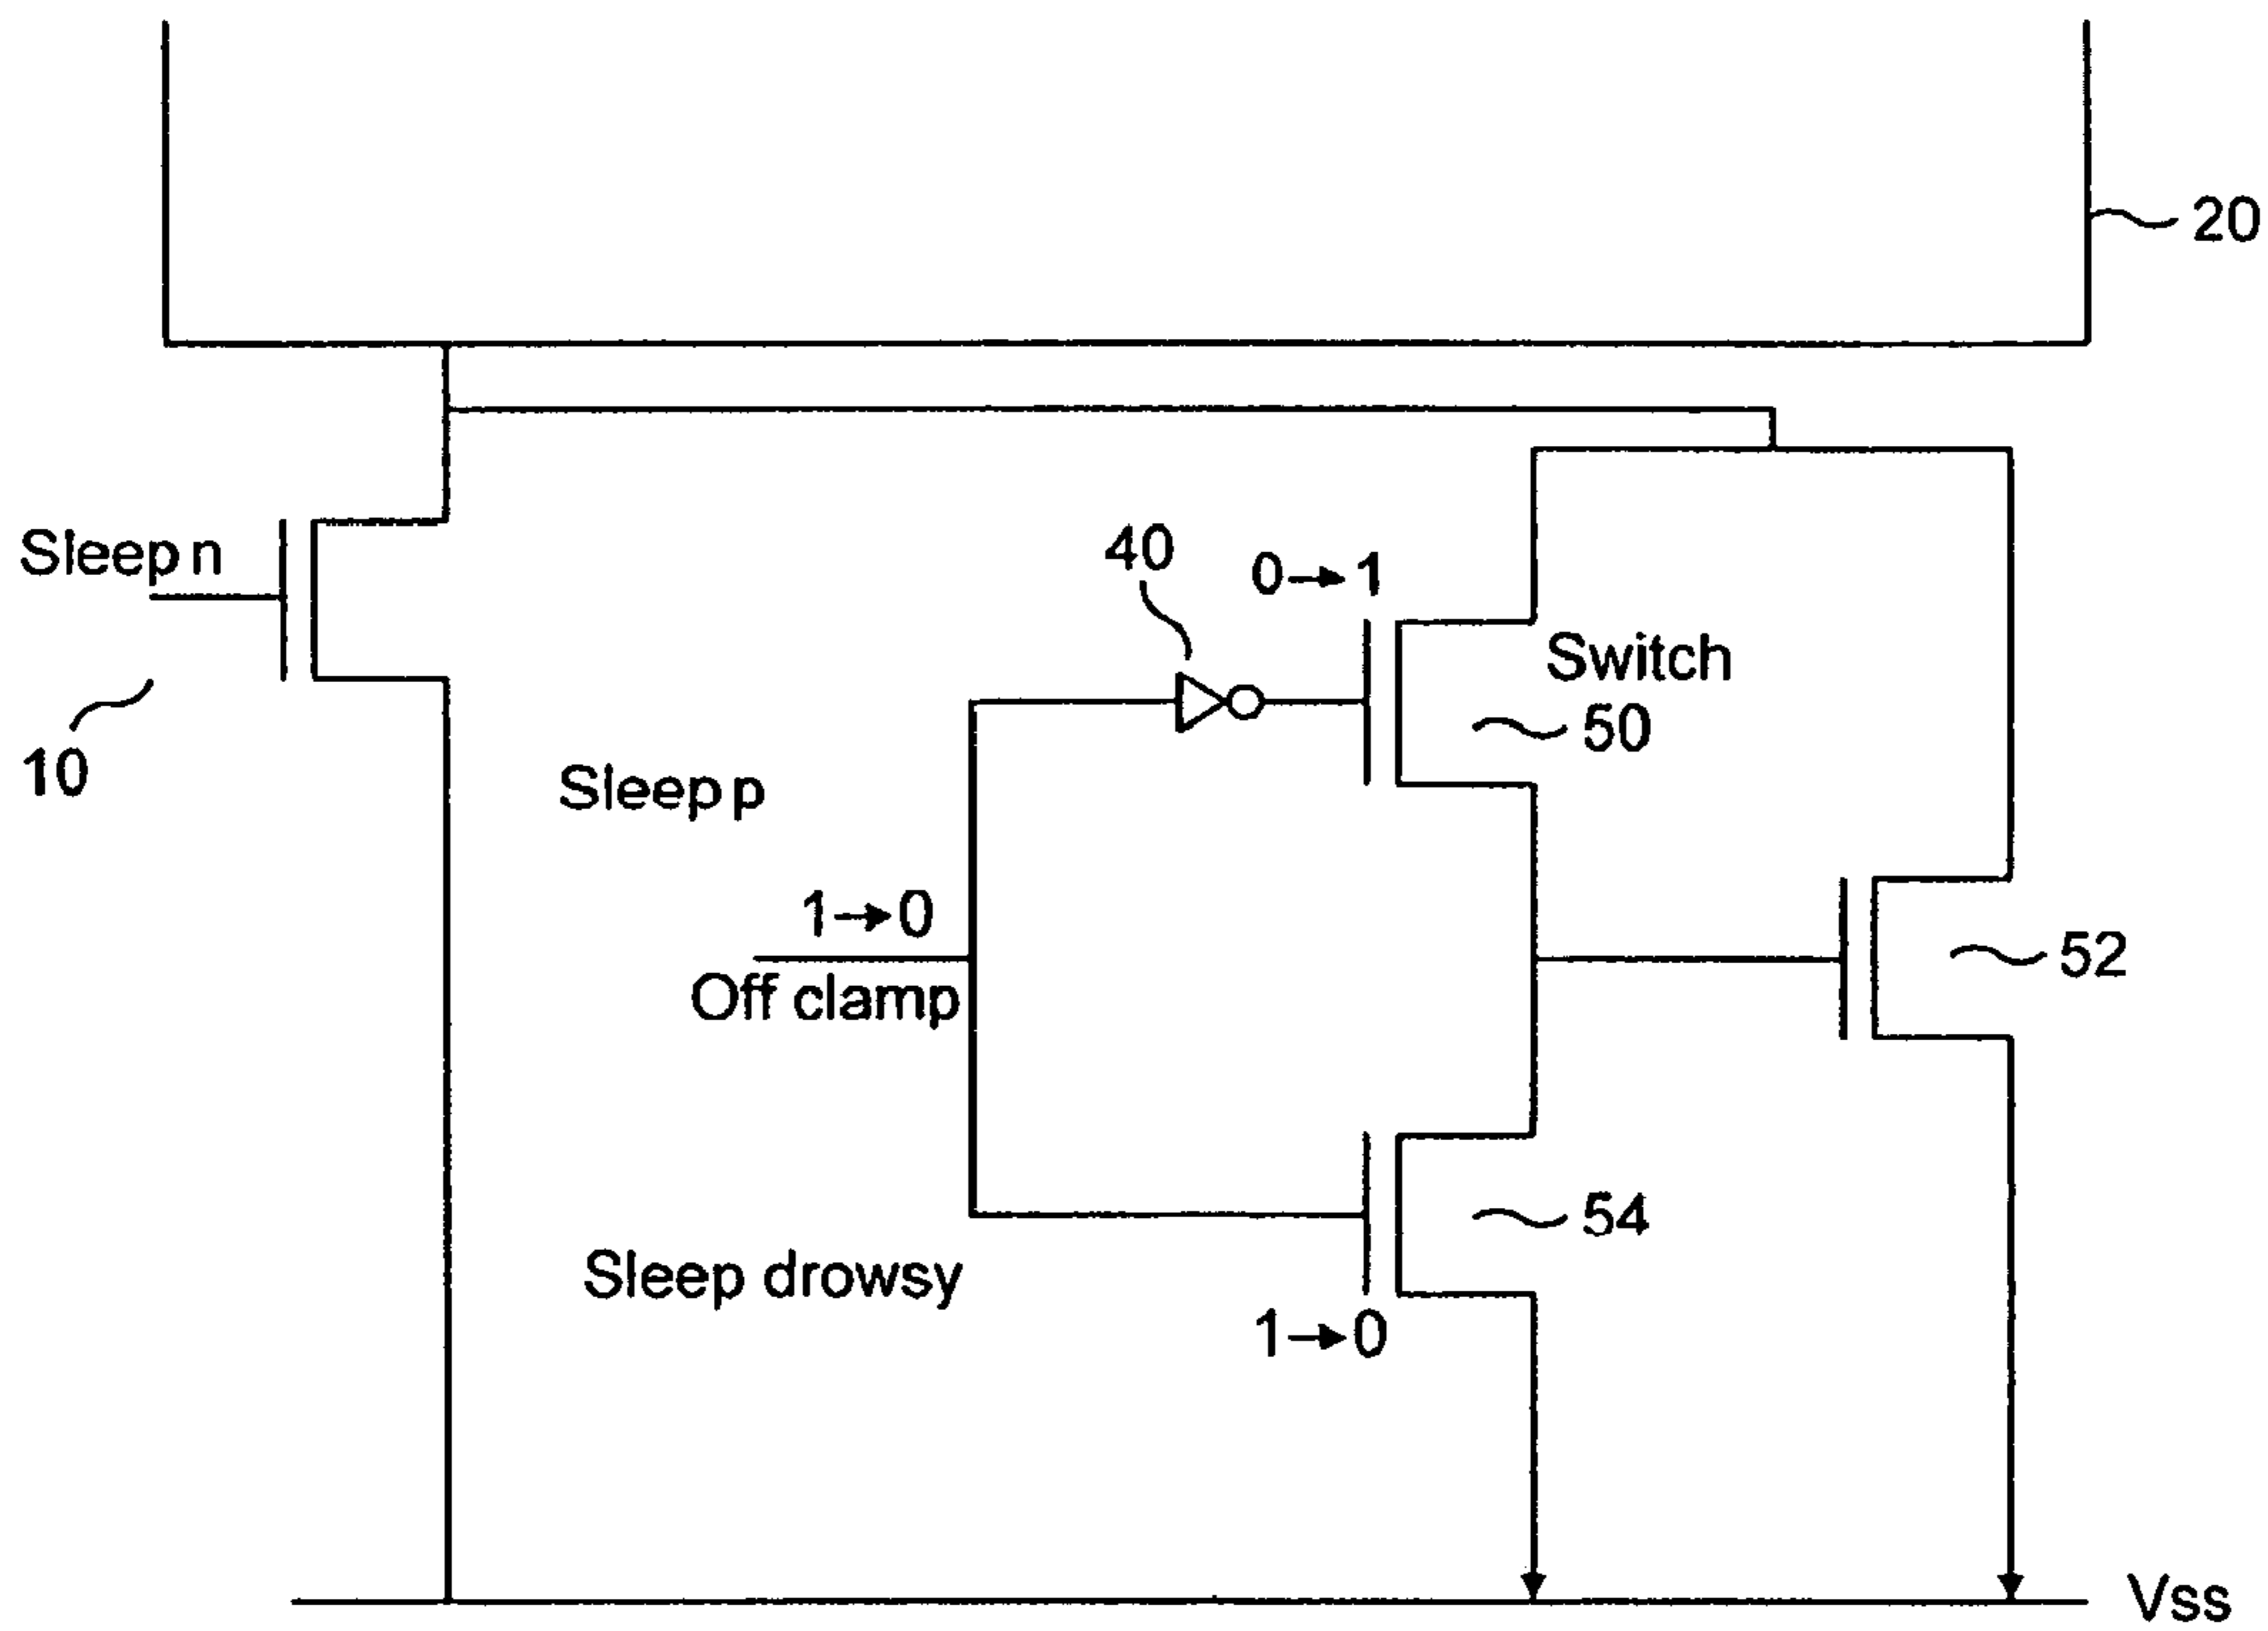 20
Sleep n
40
0→1
Switch
50
10
Sleep p
1→0
Off clamp
52
54
Sleep drowsy
1→0
Vss